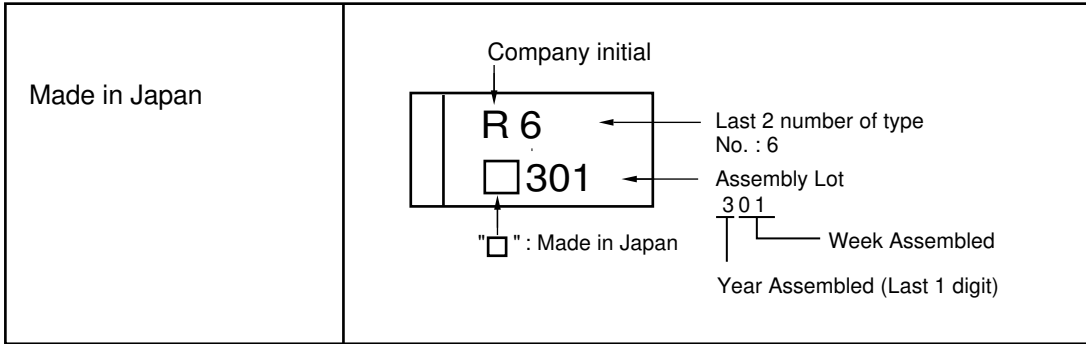 Made in Japan
Company initial
R 6
□301
Last 2 number of type
No. : 6
Assembly Lot
301
Week Assembled
Year Assembled (Last 1 digit)
"□" : Made in Japan